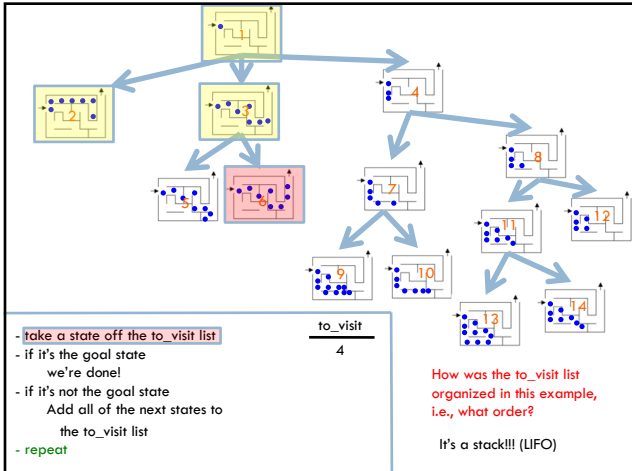 1
2
3
4
5
6
7
8
9
10
11
12
13
14
- take a state off the to_visit list
- if it's the goal state
we're done!
- if it's not the goal state
Add all of the next states to
the to_visit list
- repeat
to_visit
4
How was the to_visit list
organized in this example,
i.e., what order?
It's a stack!!! (LIFO)